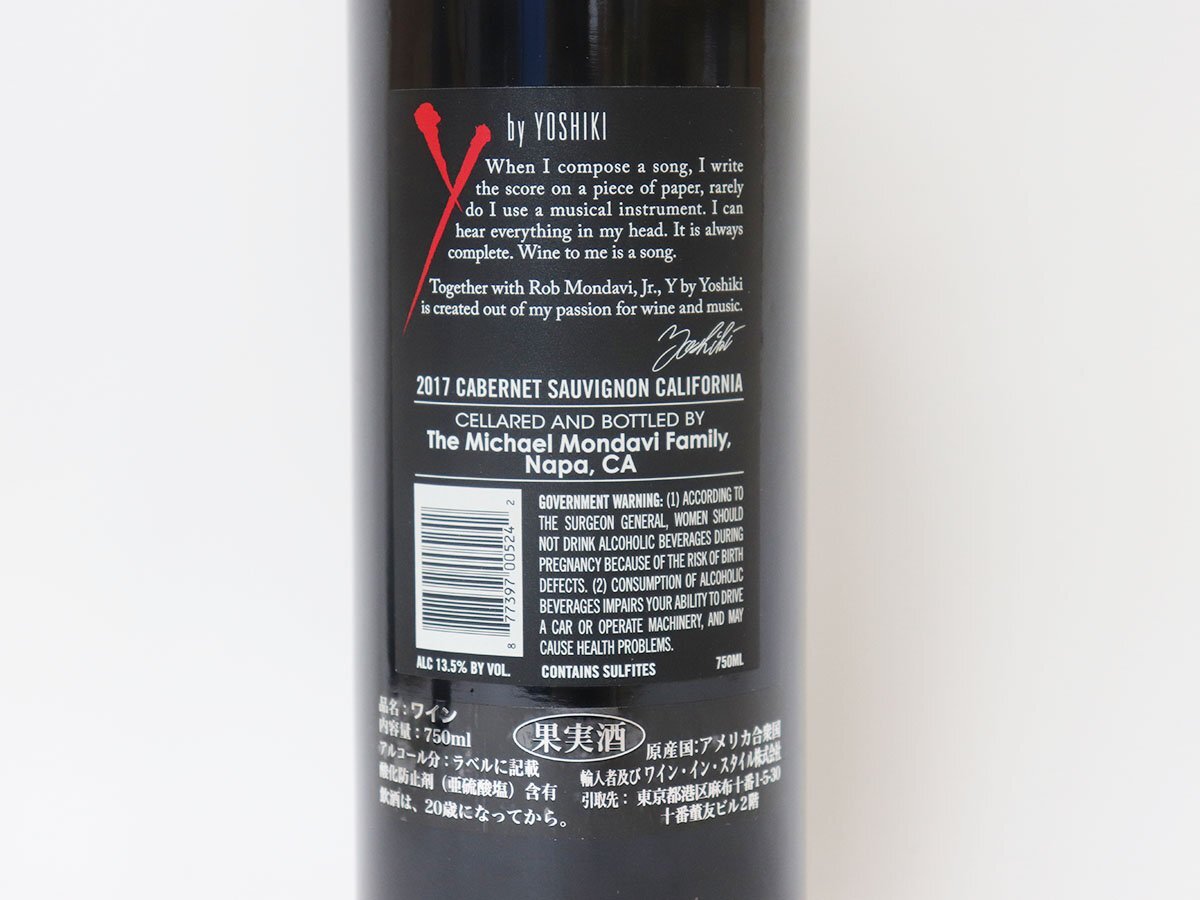 Y by YOSHIKI
When I compose a song, I write
the score on a piece of paper, rarely
do I use a musical instrument. I can
hear everything in my head. It is always
complete. Wine to me is a song.
Together with Rob Mondavi, Jr., Y by Yoshiki
is created out of my passion for wine and music.
Yoshiki
2017 CABERNET SAUVIGNON CALIFORNIA
CELLARED AND BOTTLED BY
The Michael Mondavi Family,
Napa, CA
8 77397 00524 2
GOVERNMENT WARNING: (1) ACCORDING TO
THE SURGEON GENERAL, WOMEN SHOULD
NOT DRINK ALCOHOLIC BEVERAGES DURING
PREGNANCY BECAUSE OF THE RISK OF BIRTH
DEFECTS. (2) CONSUMPTION OF ALCOHOLIC
BEVERAGES IMPAIRS YOUR ABILITY TO DRIVE
A CAR OR OPERATE MACHINERY, AND MAY
CAUSE HEALTH PROBLEMS.
ALC 13.5% BY VOL.
CONTAINS SULFITES
750ML
品名：ワイン
内容量：750ml
アルコール分：ラベルに記載
酸化防止剤（亜硫酸塩）含有
飲酒は、20歳になってから。
果実酒
原産国：アメリカ合衆国
輸入者及び ワイン・イン・スタイル株式会社
引取先： 東京都港区麻布十番1-5-30
十番董友ビル2階